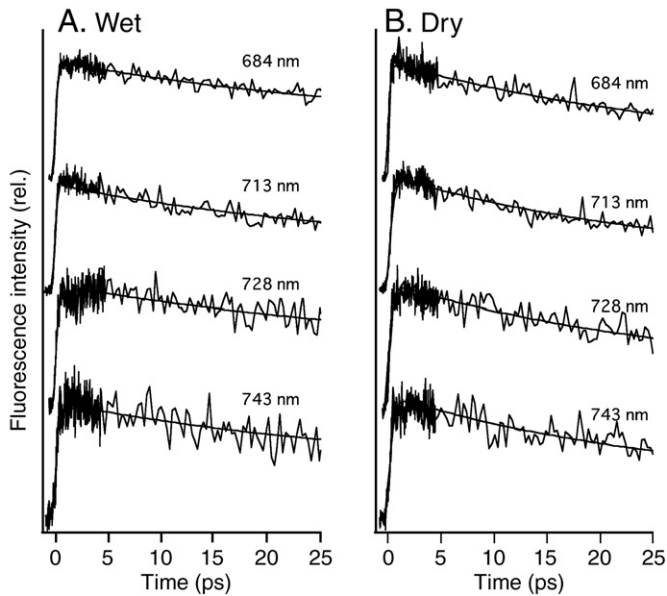 A. Wet
684 nm
713 nm
728 nm
743 nm
0 5 10 15 20 25
Time (ps)
Fluorescence intensity (rel.)
B. Dry
684 nm
713 nm
728 nm
743 nm
0 5 10 15 20 25
Time (ps)